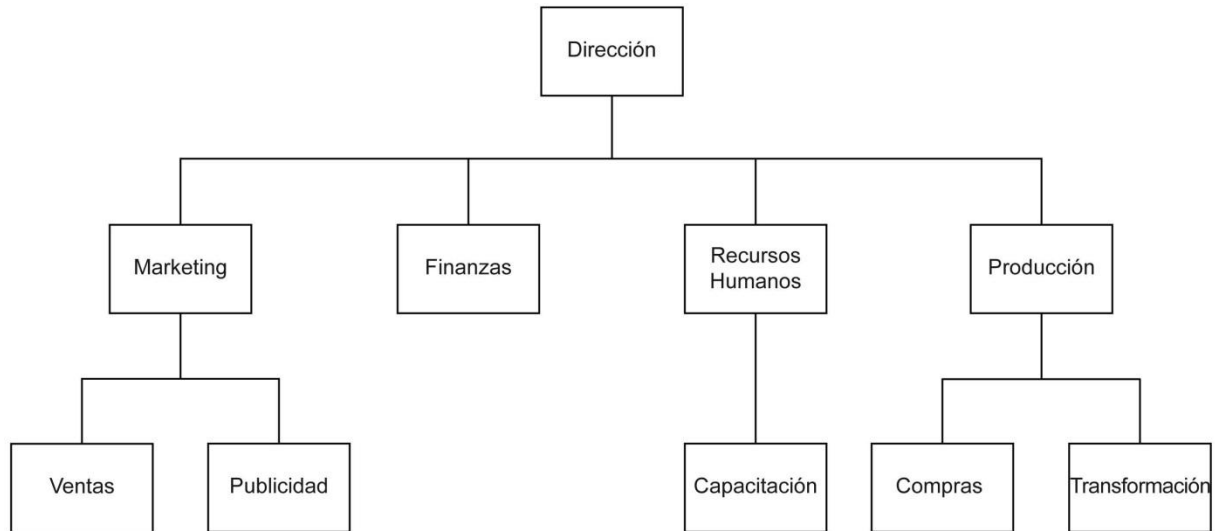 Dirección
Marketing
Finanzas
Recursos
Humanos
Producción
Ventas
Publicidad
Capacitación
Compras
Transformación